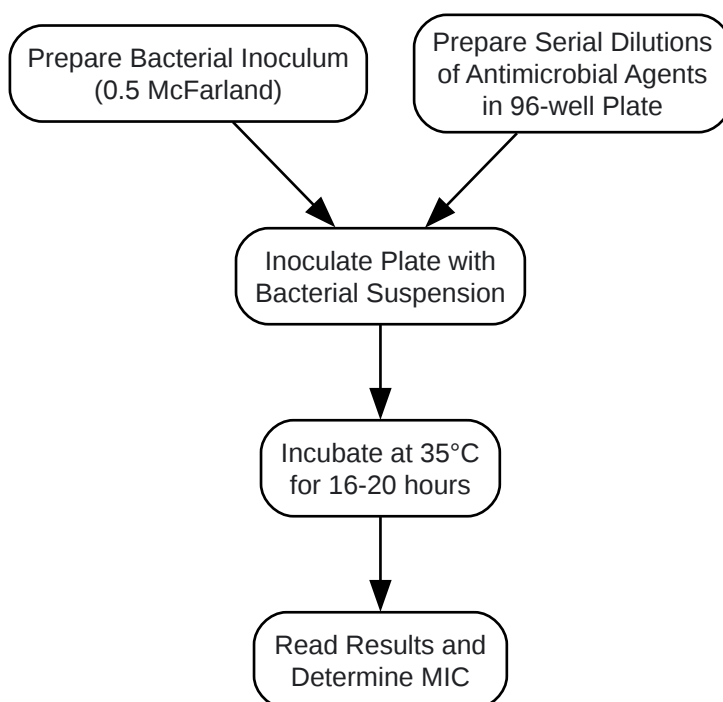 Prepare Bacterial Inoculum
(0.5 McFarland)
Prepare Serial Dilutions
of Antimicrobial Agents
in 96-well Plate
Inoculate Plate with
Bacterial Suspension
Incubate at 35°C
for 16-20 hours
Read Results and
Determine MIC